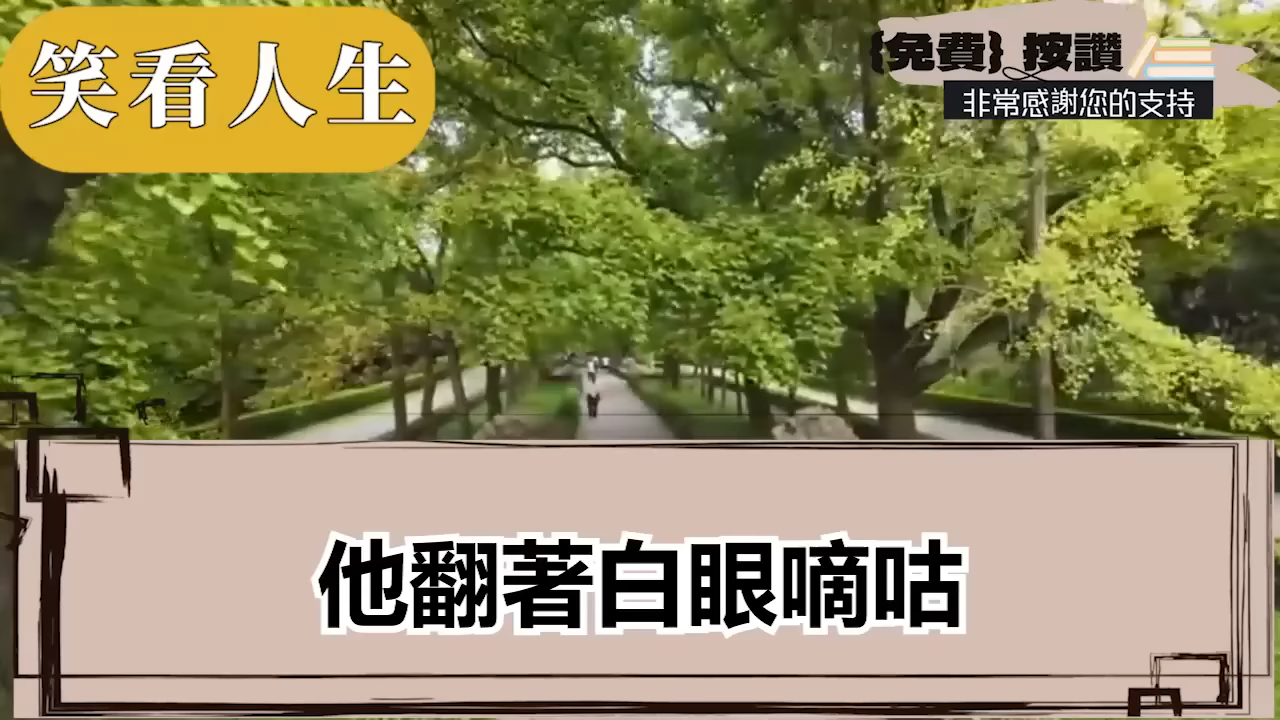 笑看人生
{免費} 按讚
非常感謝您的支持
他翻著白眼嘀咕